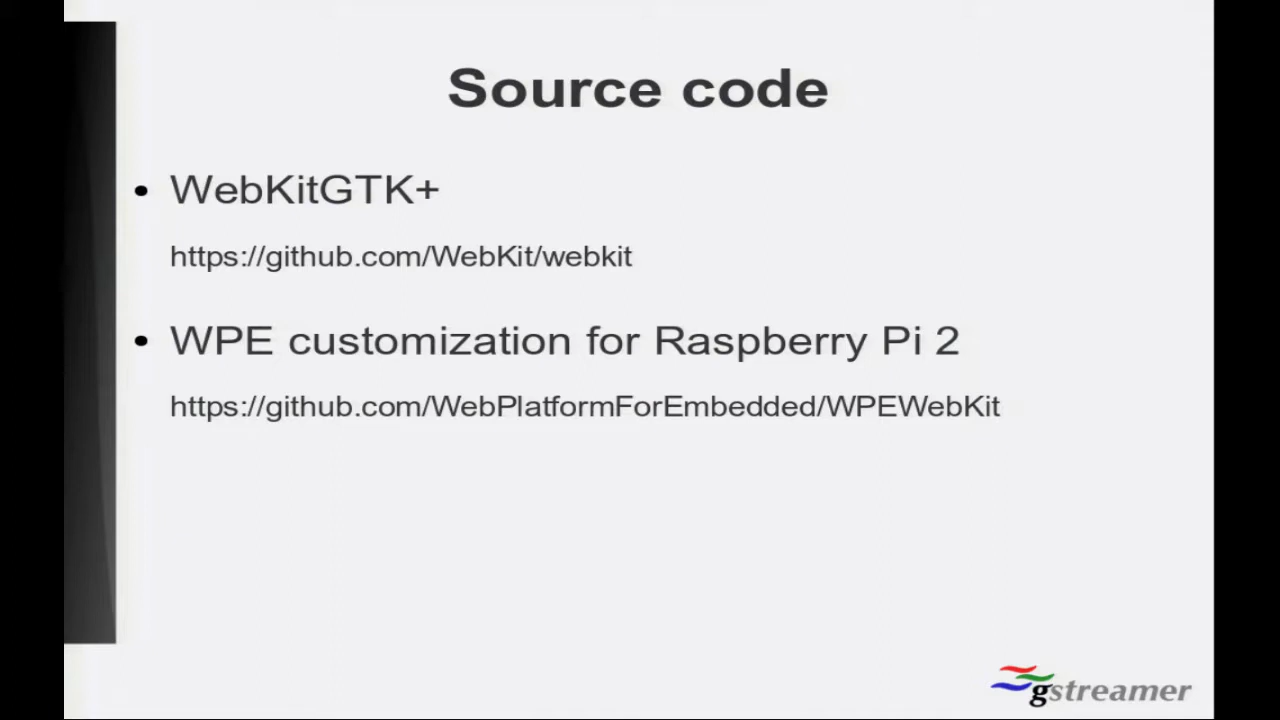 Source code
• WebKitGTK+
https://github.com/WebKit/webkit
• WPE customization for Raspberry Pi 2
https://github.com/WebPlatformForEmbedded/WPEWebKit
gstreamer